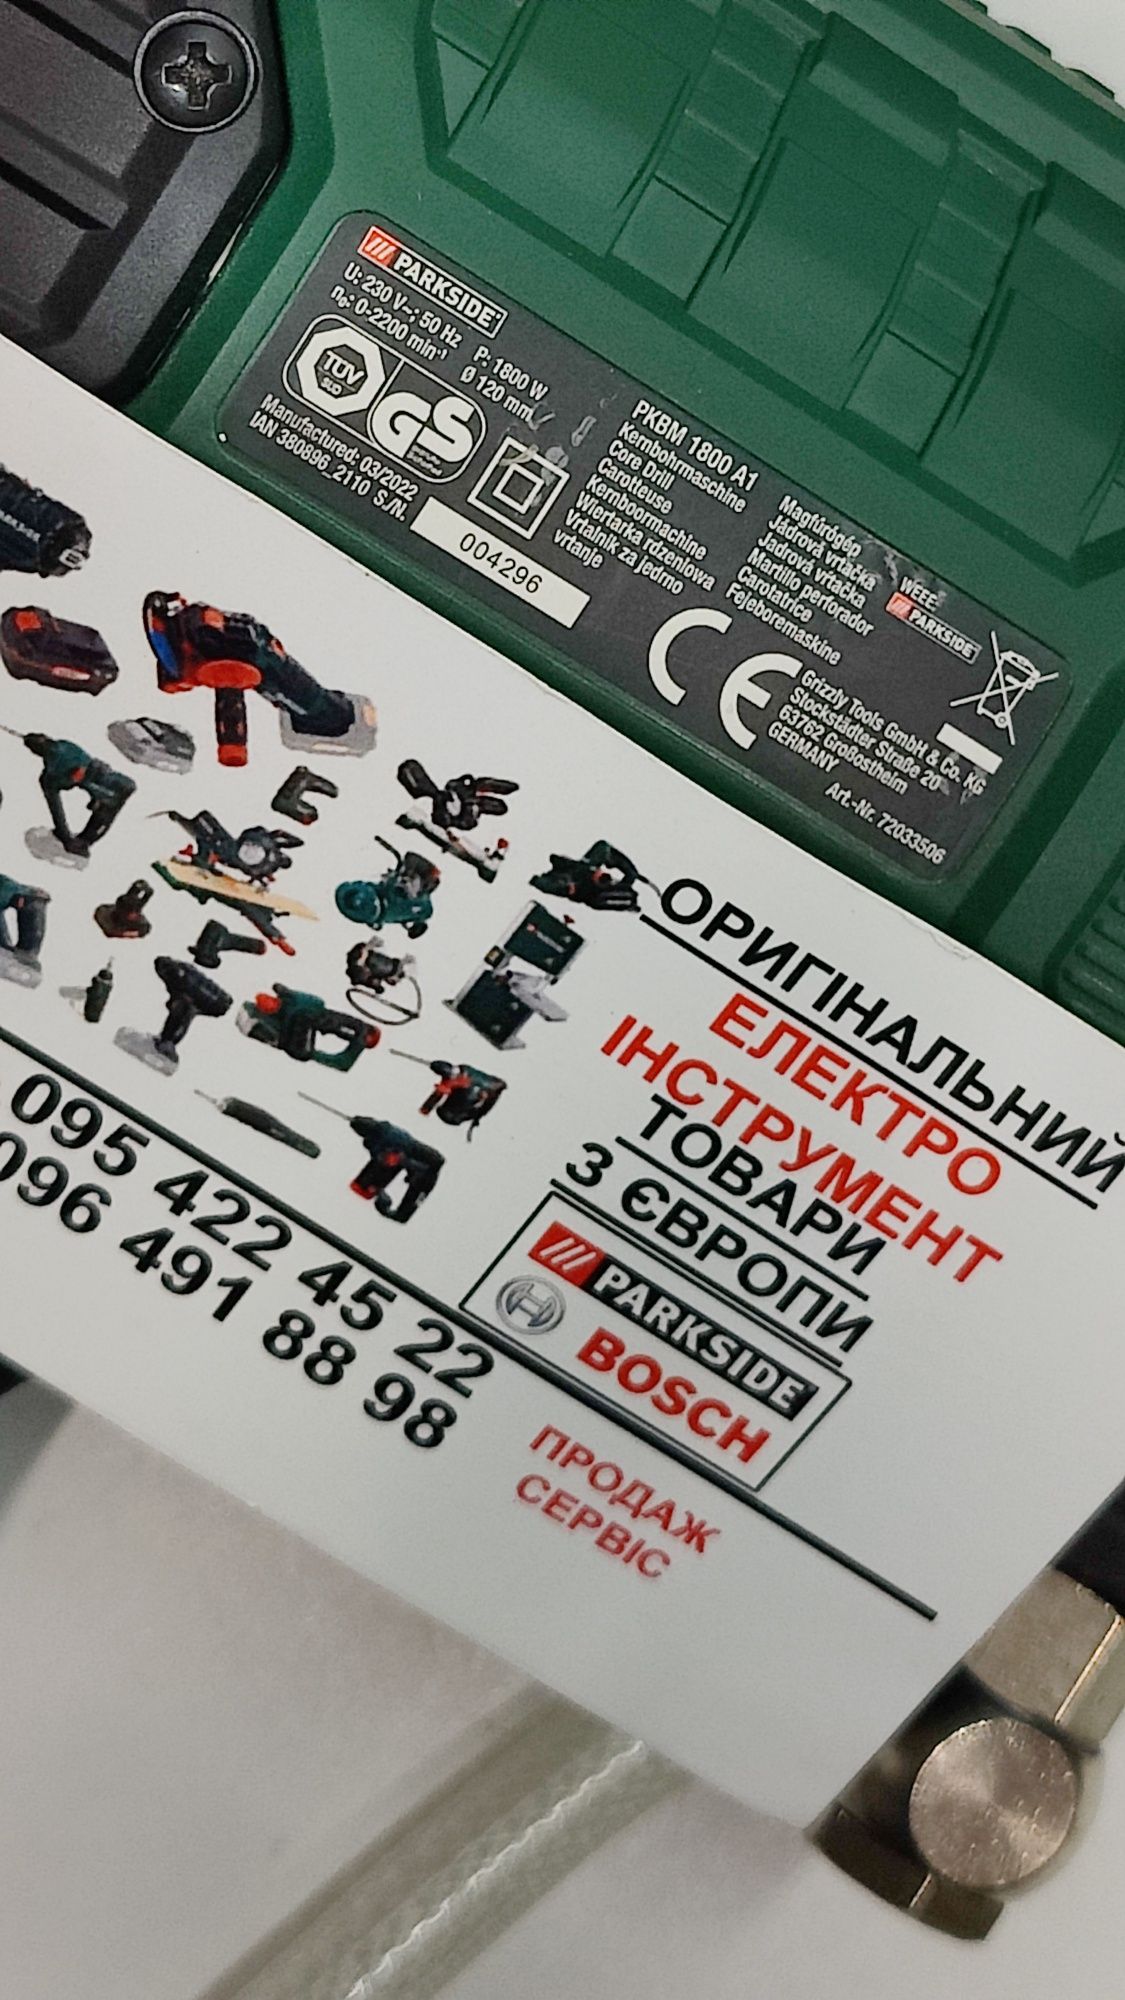 PARKSIDE
U: 230 V~; 50 Hz P: 1800 W
n₀: 0-2200 min⁻¹ Ø 120 mm
TÜV
SÜD
GS
Manufactured: 03/2022
IAN 380896_2110 S./N.
004296
PKBM 1800 A1
Kernbohrmaschine
Core Drill
Carotteuse
Kernboormachine
Wiertarka rdzeniowa
Vrtalnik za jedrno
vrtanje
Magfúrógép
Jádrová vrtačka
Jadrová vŕtačka
Martillo perforador
Carotatrice
Fejeboremaskine
CE
WEEE:
PARKSIDE
Grizzly Tools GmbH & Co. KG
Stockstädter Straße 20
63762 Großostheim
GERMANY
Art.-Nr. 72033506
ОРИГІНАЛЬНИЙ
ЕЛЕКТРО
ІНСТРУМЕНТ
ТОВАРИ
З ЄВРОПИ
PARKSIDE
BOSCH
ПРОДАЖ
СЕРВІС
095 422 45 22
096 491 88 98